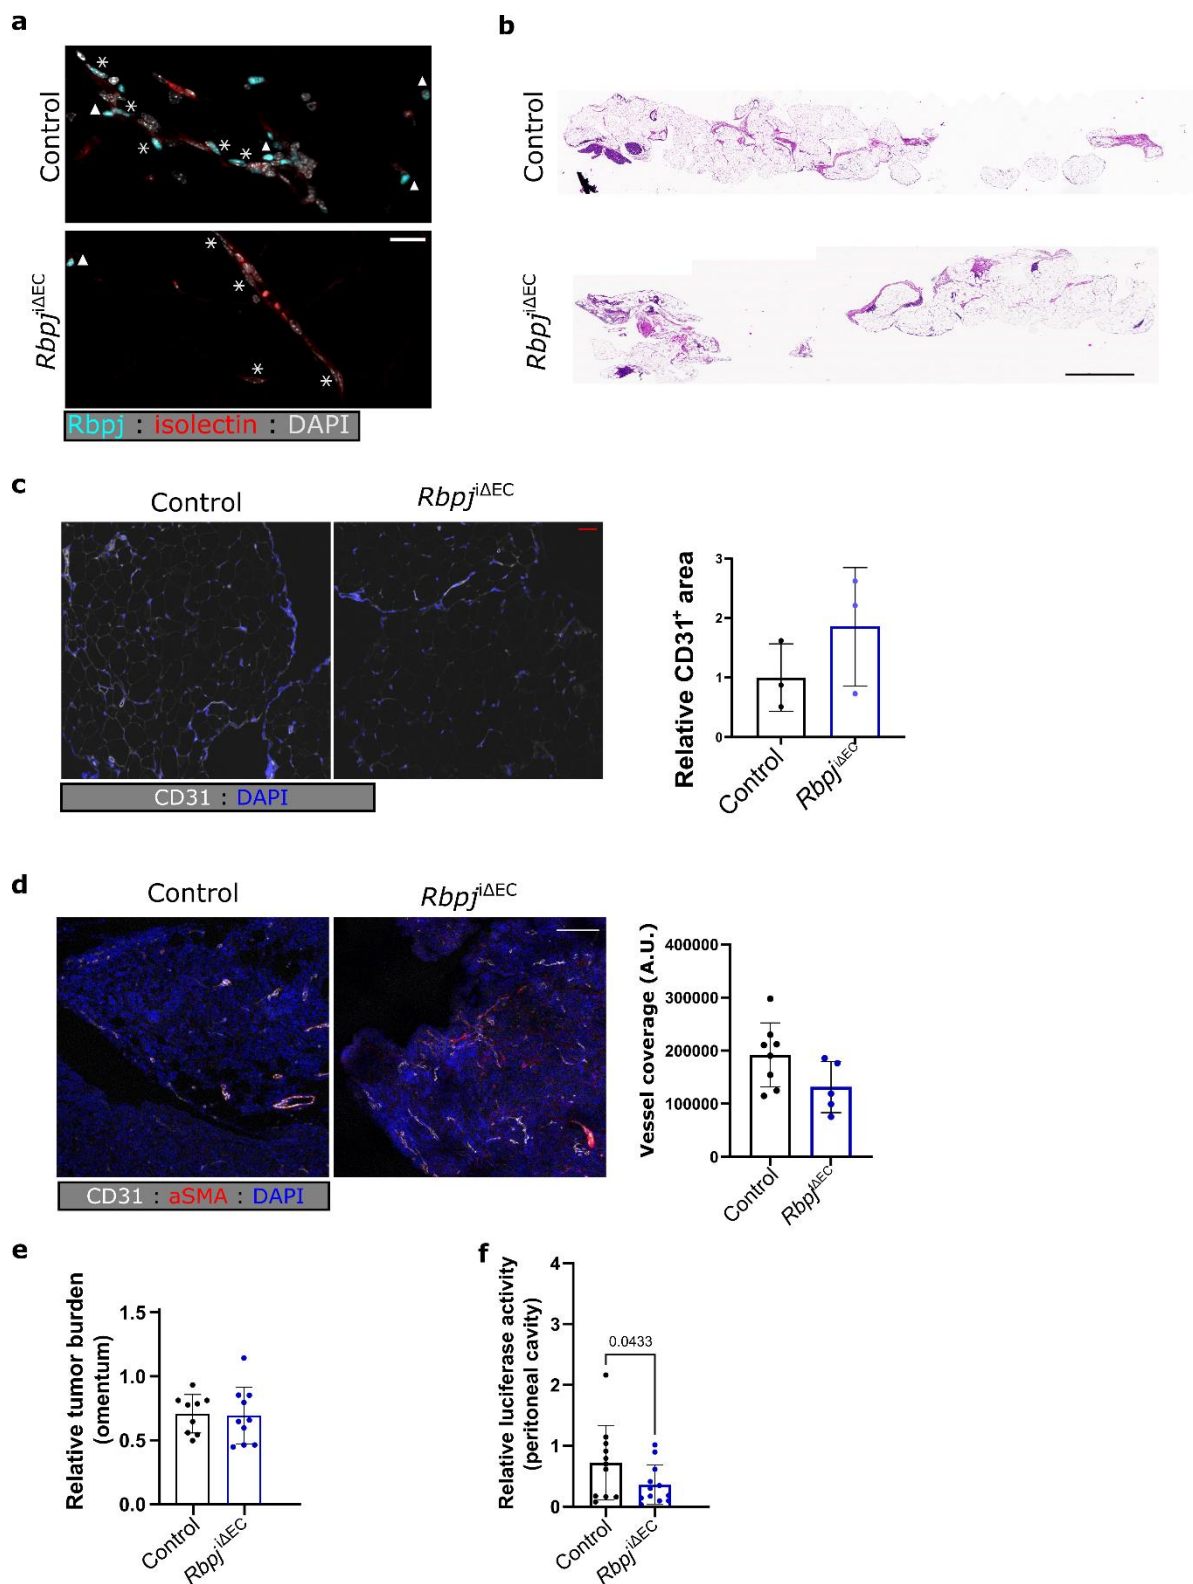 a
Control
Rbpj^iΔEC
Rbpj : isolectin : DAPI
b
Control
Rbpj^iΔEC
c
Control
Rbpj^iΔEC
CD31 : DAPI
Relative CD31⁺ area
3
2
1
0
Control
Rbpj^iΔEC
d
Control
Rbpj^iΔEC
CD31 : aSMA : DAPI
Vessel coverage (A.U.)
400000
300000
200000
100000
0
Control
Rbpj^iΔEC
e
Relative tumor burden
(omentum)
1.5
1.0
0.5
0.0
Control
Rbpj^iΔEC
f
Relative luciferase activity
(peritoneal cavity)
4
3
2
1
0
0.0433
Control
Rbpj^iΔEC